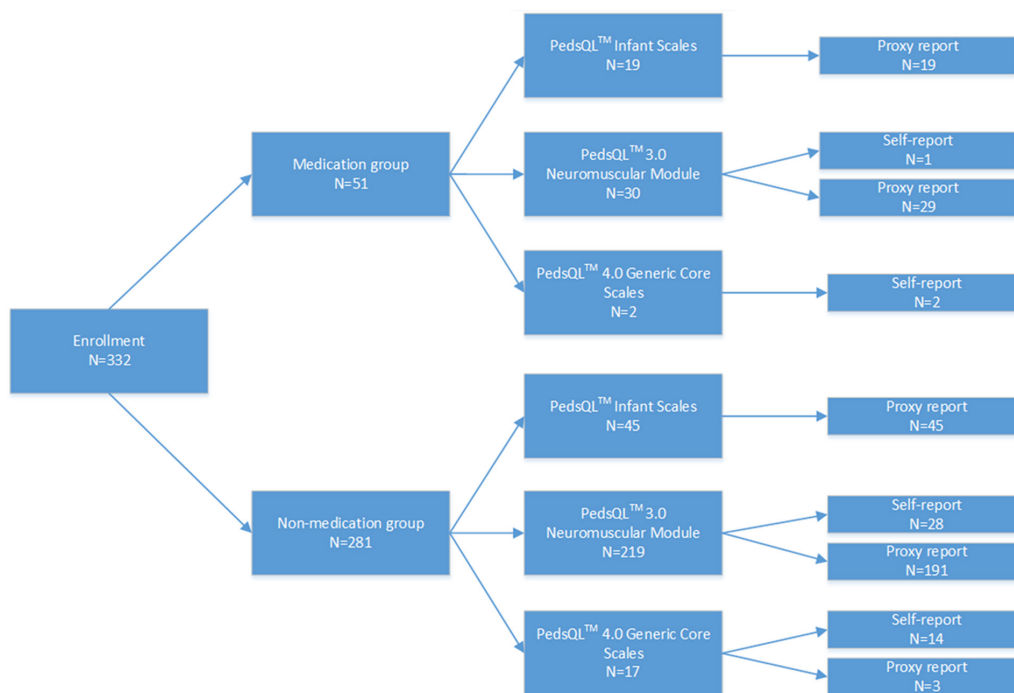 PedsQL™ Infant Scales
N=19
Proxy report
N=19
Medication group
N=51
PedsQL™ 3.0
Neuromuscular Module
N=30
Self-report
N=1
Proxy report
N=29
PedsQL™ 4.0 Generic Core
Scales
N=2
Self-report
N=2
Enrollment
N=332
PedsQL™ Infant Scales
N=45
Proxy report
N=45
Non-medication group
N=281
PedsQL™ 3.0
Neuromuscular Module
N=219
Self-report
N=28
Proxy report
N=191
PedsQL™ 4.0 Generic Core
Scales
N=17
Self-report
N=14
Proxy report
N=3